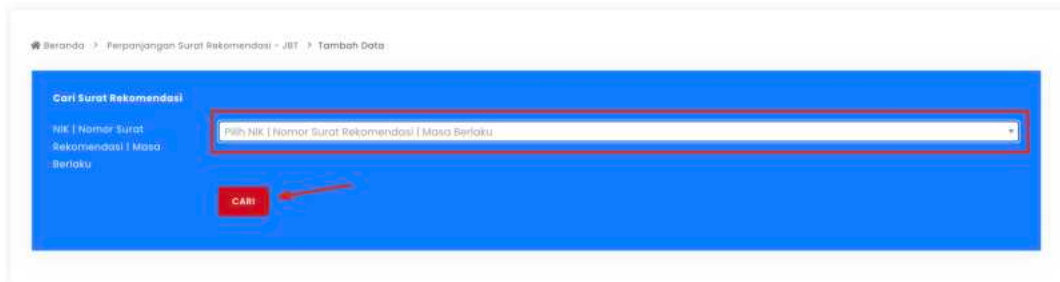 Beranda > Perpanjangan Surat Rekomendasi - JBT > Tambah Data
Cari Surat Rekomendasi
NIK | Nomor Surat
Rekomendasi | Masa
Berlaku
Pilih NIK | Nomor Surat Rekomendasi | Masa Berlaku
CARI